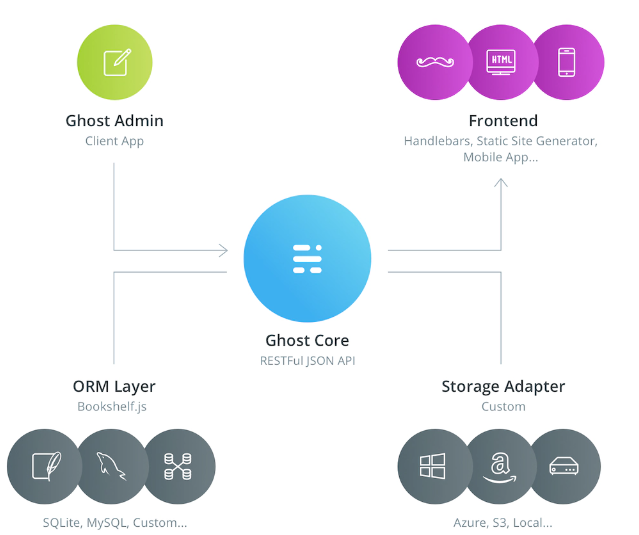 HTML
Ghost Admin
Client App
Frontend
Handlebars, Static Site Generator,
Mobile App...
Ghost Core
RESTFul JSON API
ORM Layer
Bookshelf.js
Storage Adapter
Custom
a
SQLite, MySQL, Custom...
Azure, S3, Local...